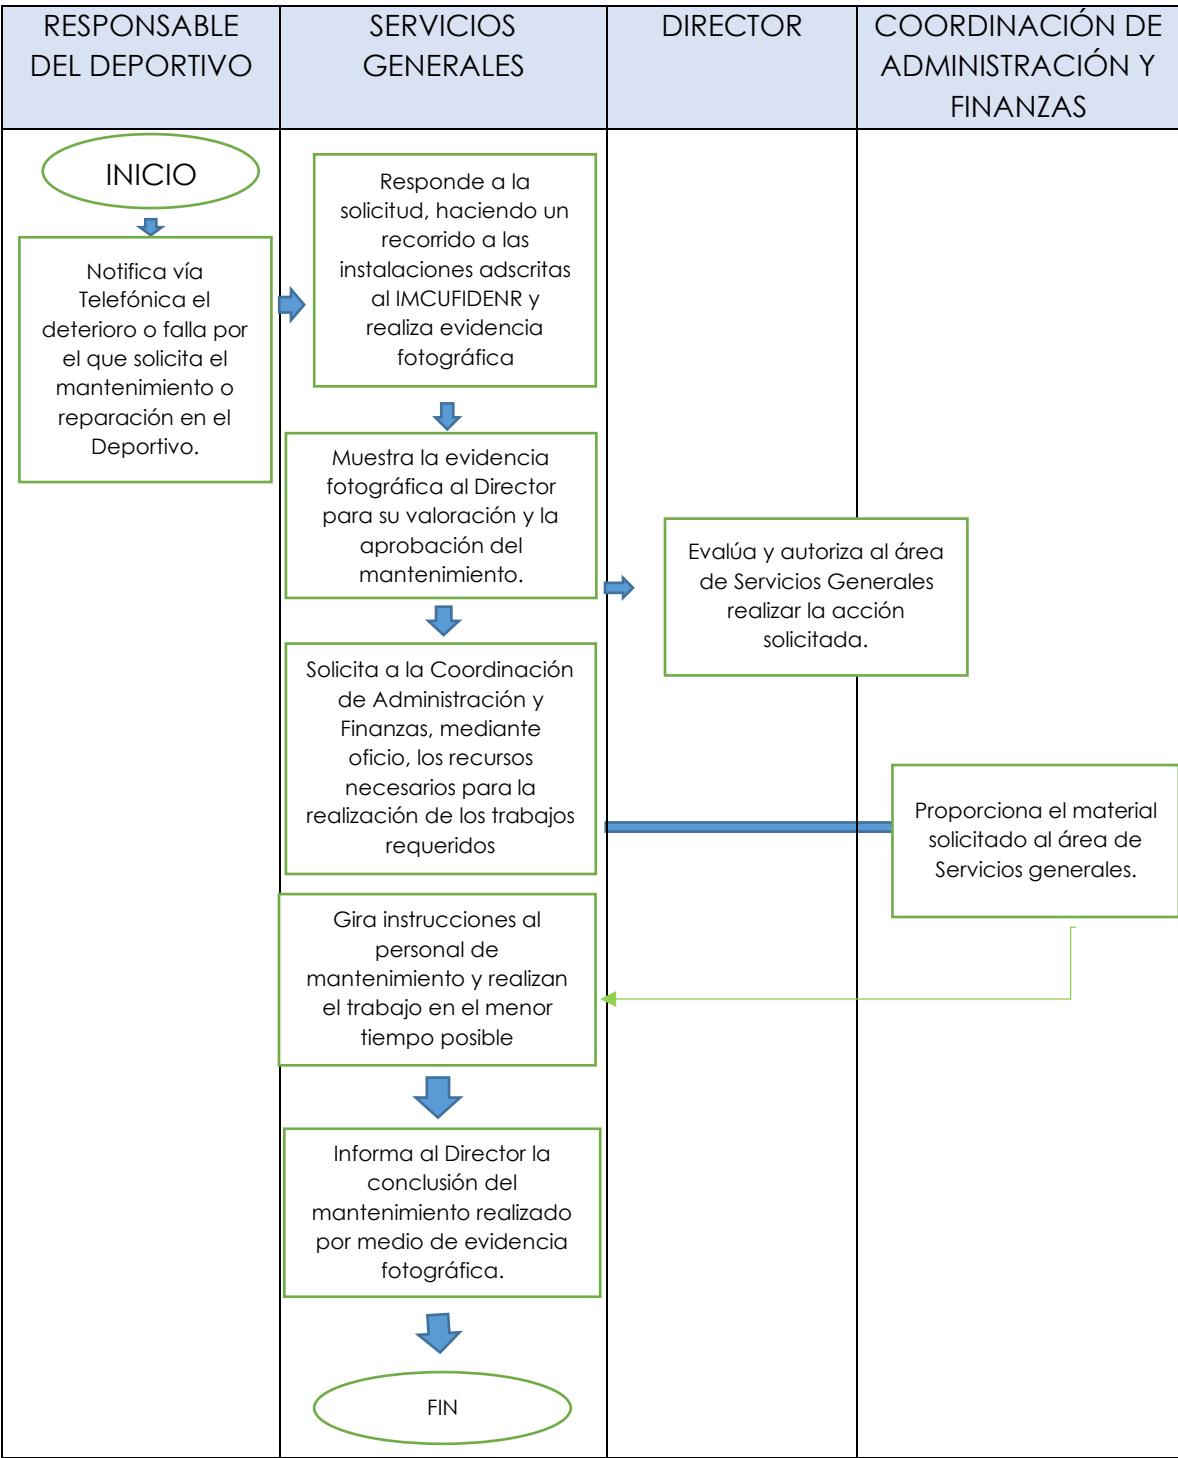 RESPONSABLE
DEL DEPORTIVO
SERVICIOS
GENERALES
DIRECTOR
COORDINACIÓN DE
ADMINISTRACIÓN Y
FINANZAS
INICIO
Notifica vía
Telefónica el
deterioro o falla por
el que solicita el
mantenimiento o
reparación en el
Deportivo.
Responde a la
solicitud, haciendo un
recorrido a las
instalaciones adscritas
al IMCUFIDENR y
realiza evidencia
fotográfica
Muestra la evidencia
fotográfica al Director
para su valoración y la
aprobación del
mantenimiento.
Evalúa y autoriza al área
de Servicios Generales
realizar la acción
solicitada.
Solicita a la Coordinación
de Administración y
Finanzas, mediante
oficio, los recursos
necesarios para la
realización de los trabajos
requeridos
Proporciona el material
solicitado al área de
Servicios generales.
Gira instrucciones al
personal de
mantenimiento y realizan
el trabajo en el menor
tiempo posible
Informa al Director la
conclusión del
mantenimiento realizado
por medio de evidencia
fotográfica.
FIN